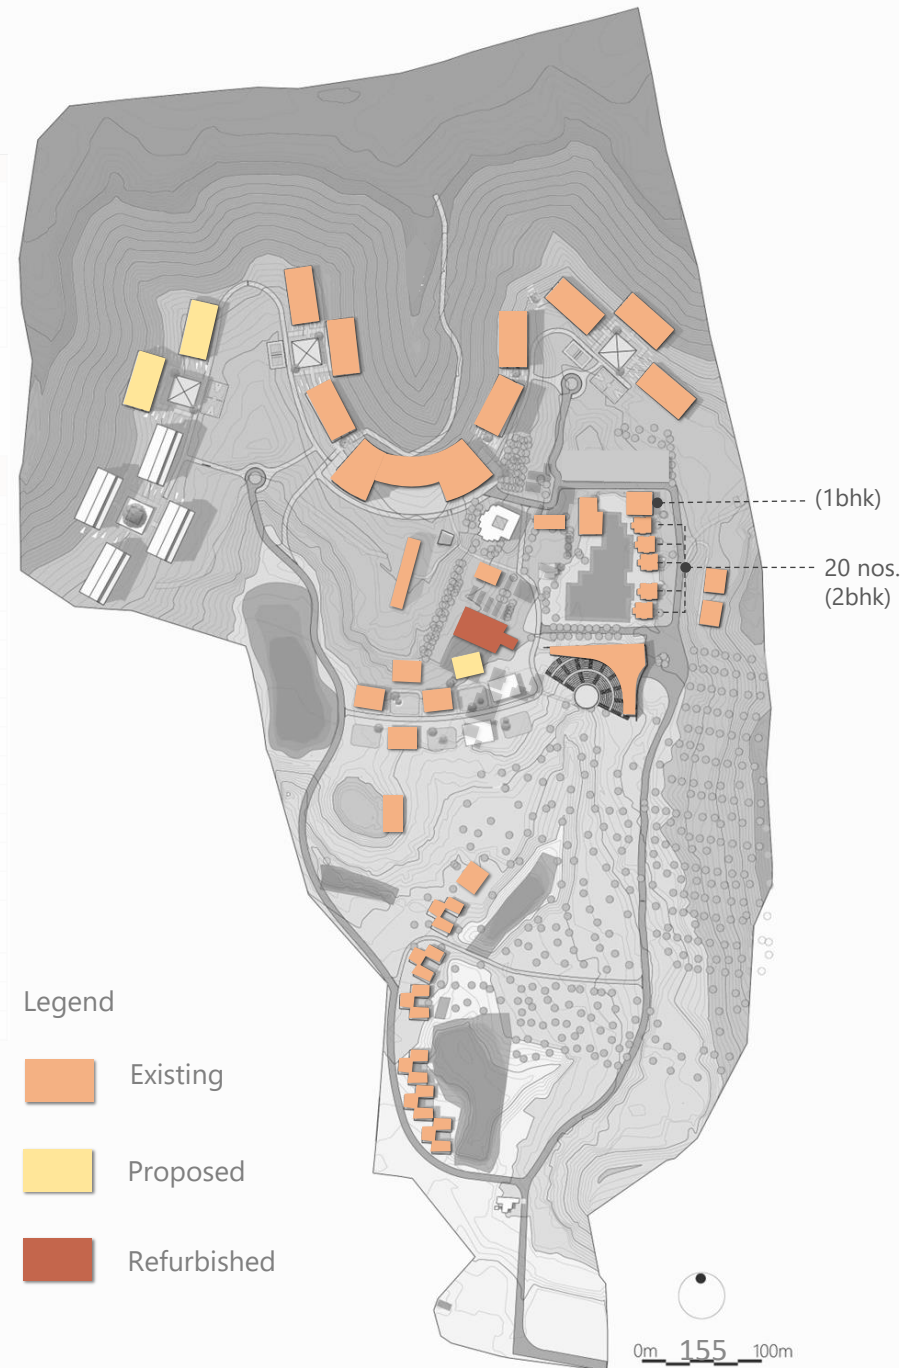 (1bhk)
20 nos.
(2bhk)
Legend
Existing
Proposed
Refurbished
0m 155 100m